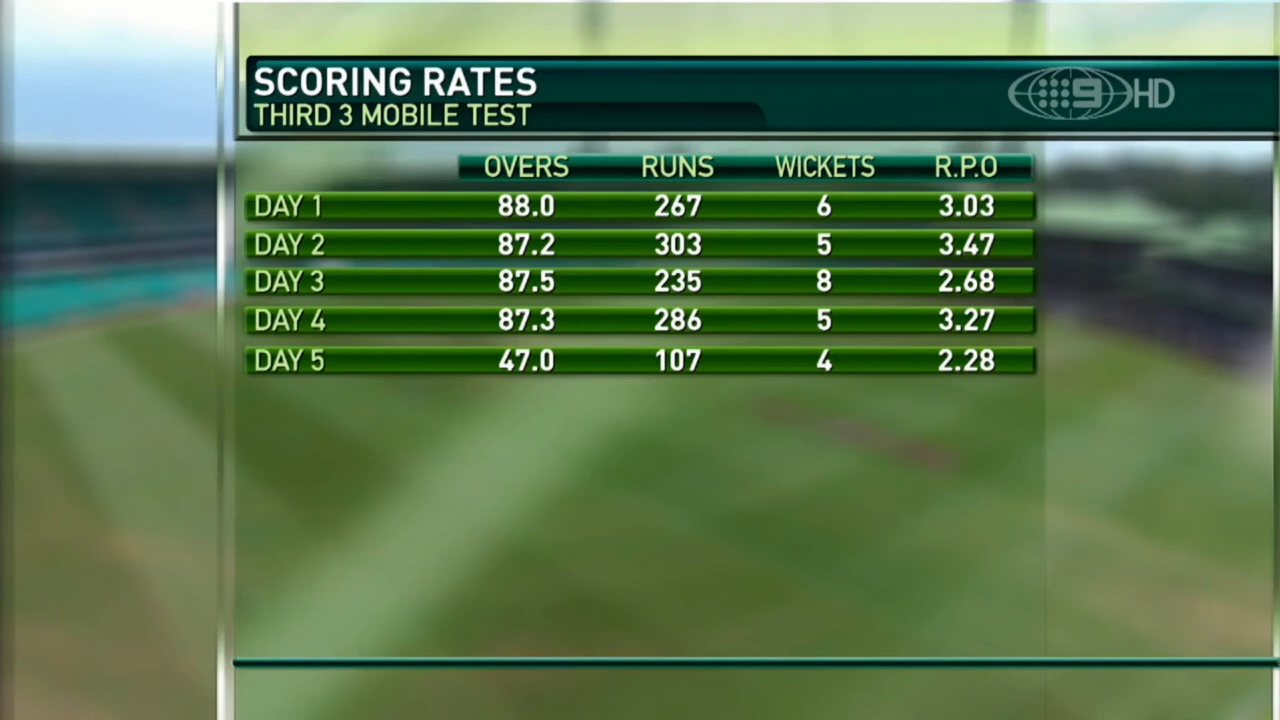 SCORING RATES
THIRD 3 MOBILE TEST
9 HD
OVERS RUNS WICKETS R.P.O
DAY 1 88.0 267 6 3.03
DAY 2 87.2 303 5 3.47
DAY 3 87.5 235 8 2.68
DAY 4 87.3 286 5 3.27
DAY 5 47.0 107 4 2.28